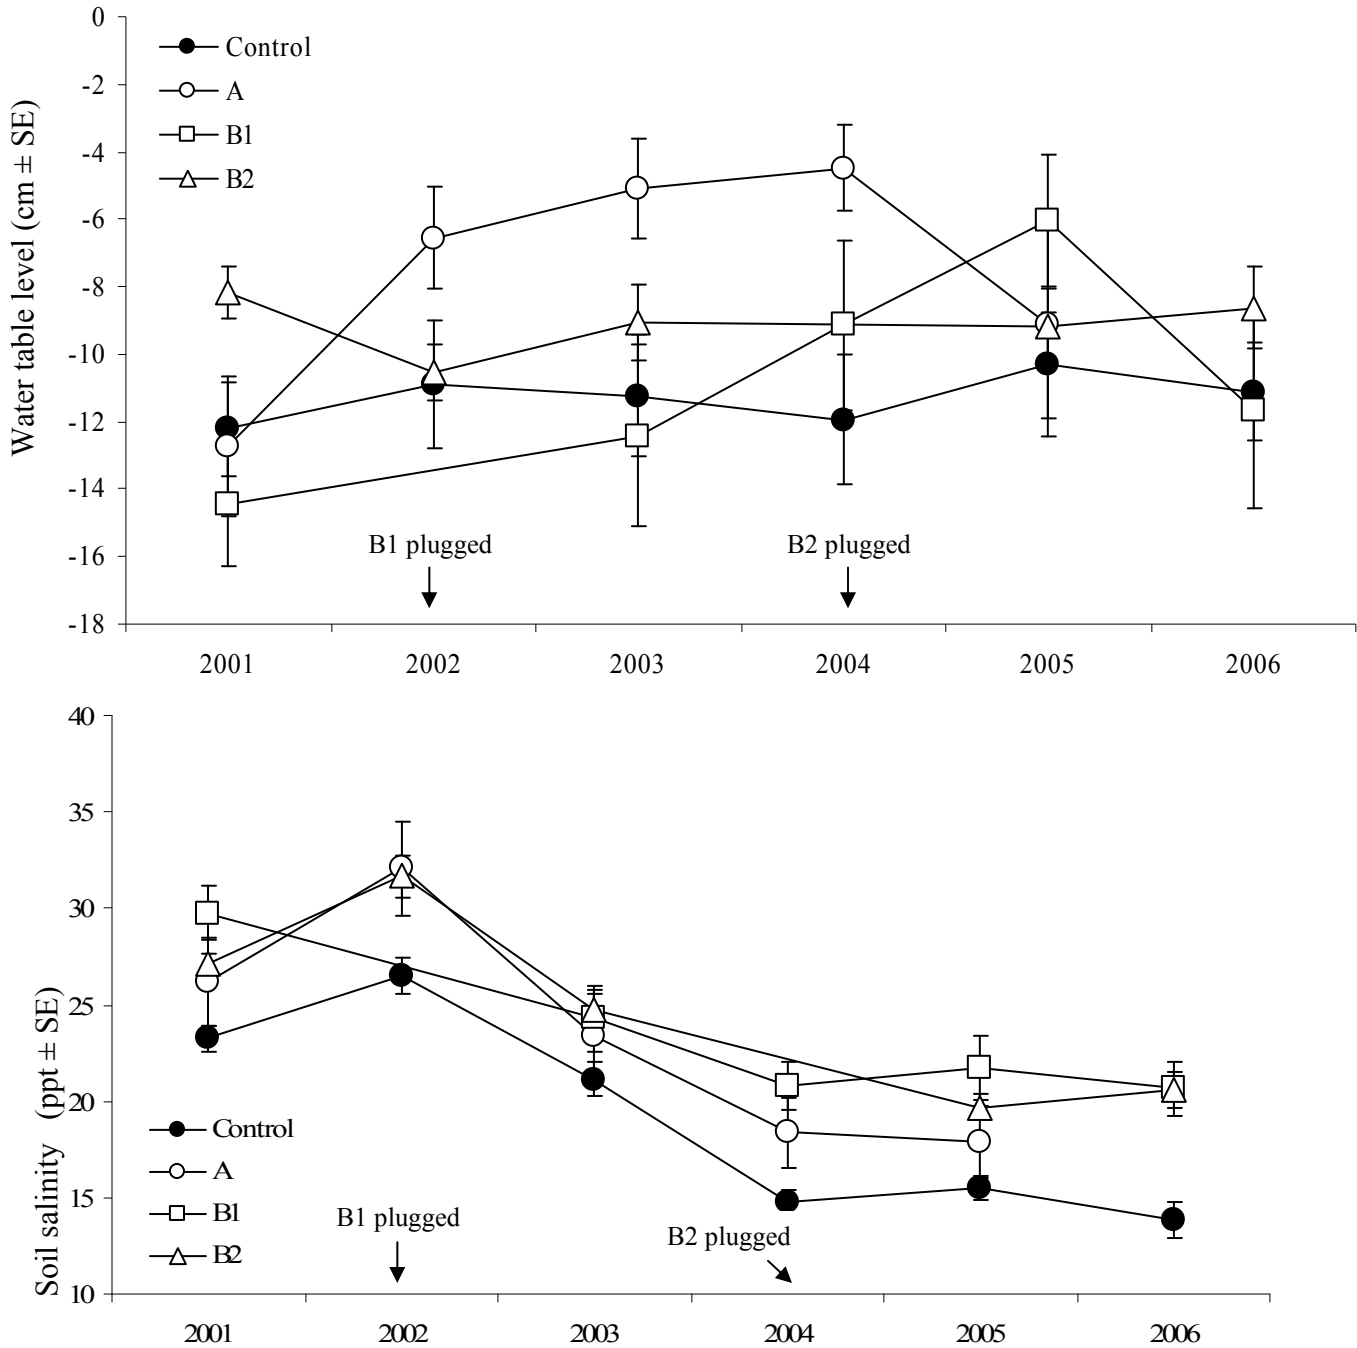 0
-2
-4
-6
-8
-10
-12
-14
-16
-18
Water table level (cm ± SE)
Control
A
B1
B2
B1 plugged
B2 plugged
2001 2002 2003 2004 2005 2006
40
35
30
25
20
15
10
Soil salinity (ppt ± SE)
Control
A
B1
B2
B1 plugged
B2 plugged
2001 2002 2003 2004 2005 2006